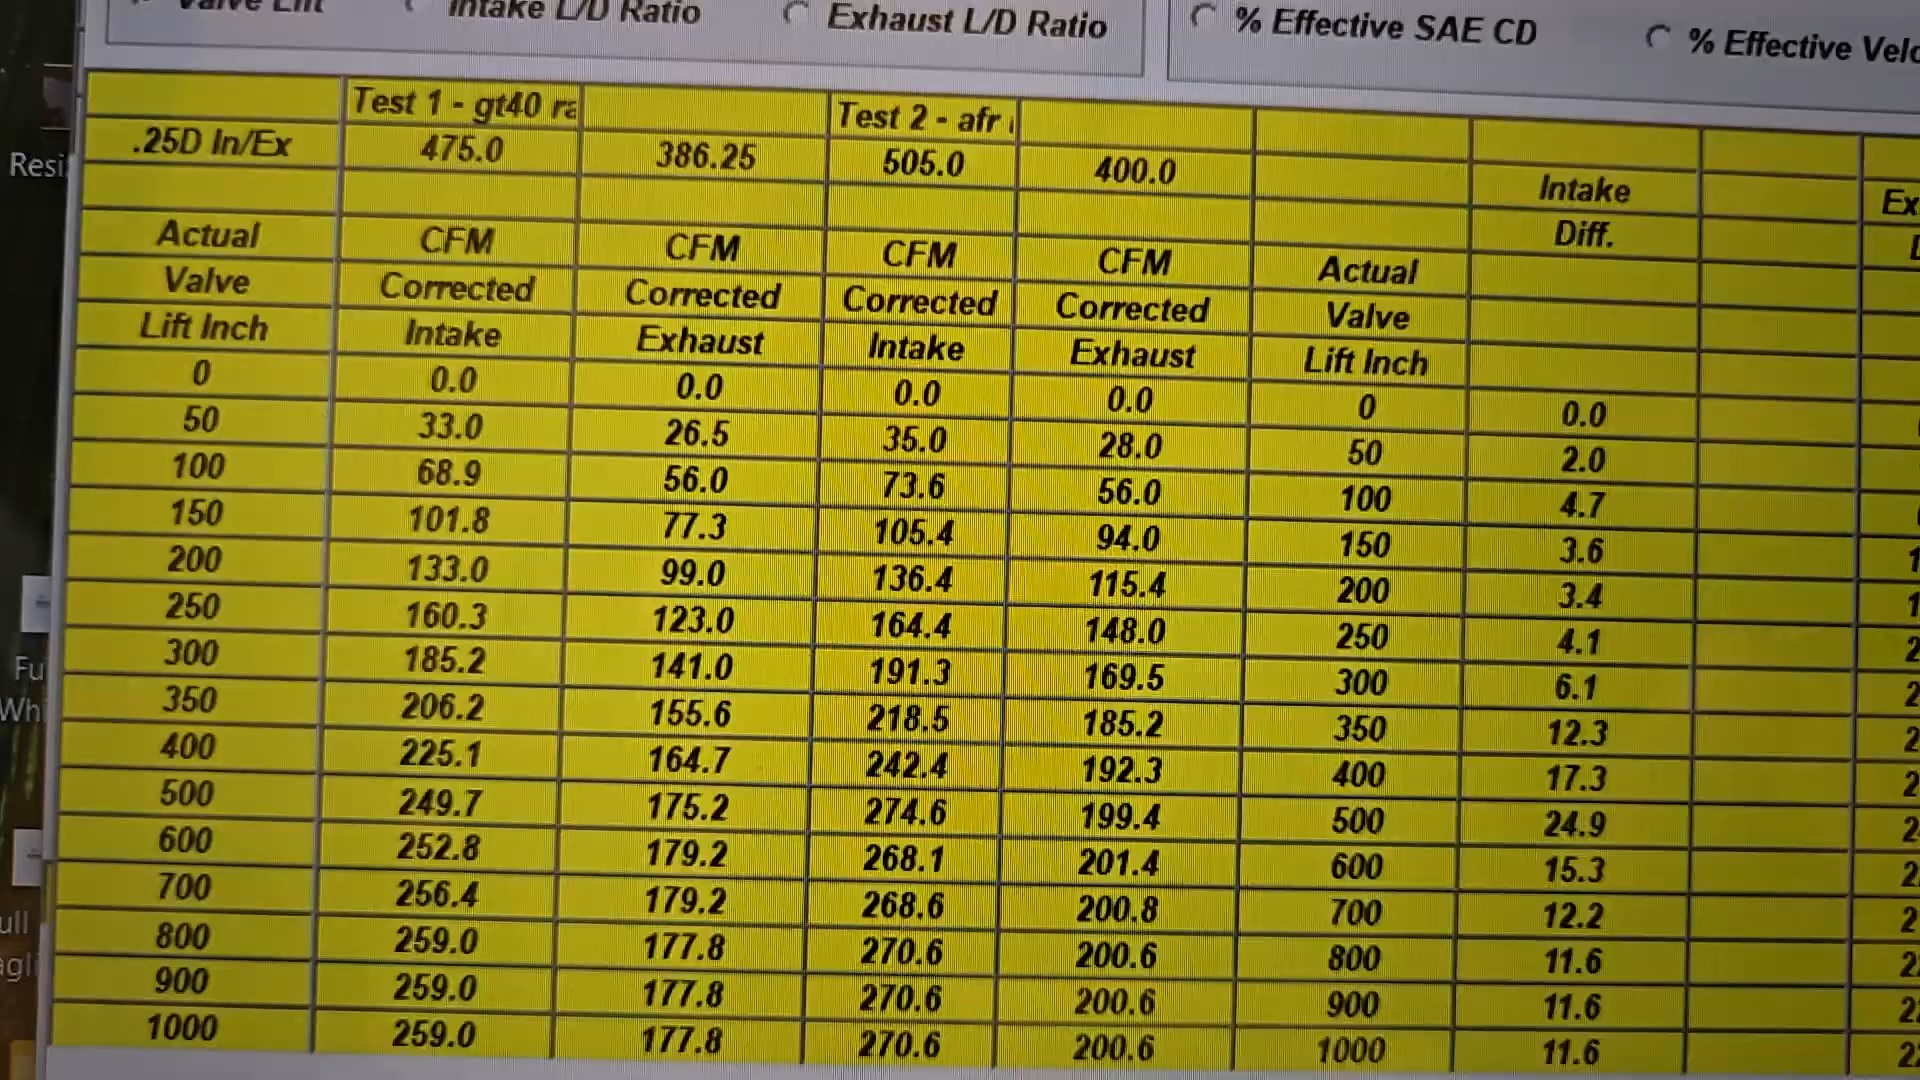 Valve Lift Intake L/D Ratio Exhaust L/D Ratio % Effective SAE CD % Effective
Test 1 - gt40 Test 2 - afr
.25D In/Ex 475.0 386.25 505.0 400.0 Intake
Diff.
Actual CFM CFM CFM CFM Actual
Valve Corrected Corrected Corrected Corrected Valve
Lift Inch Intake Exhaust Intake Exhaust Lift Inch
0 0.0 0.0 0.0 0.0 0 0.0
50 33.0 26.5 35.0 28.0 50 2.0
100 68.9 56.0 73.6 56.0 100 4.7
150 101.8 77.3 105.4 94.0 150 3.6
200 133.0 99.0 136.4 115.4 200 3.4
250 160.3 123.0 164.4 148.0 250 4.1
300 185.2 141.0 191.3 169.5 300 6.1
350 206.2 155.6 218.5 185.2 350 12.3
400 225.1 164.7 242.4 192.3 400 17.3
500 249.7 175.2 274.6 199.4 500 24.9
600 252.8 179.2 268.1 201.4 600 15.3
700 256.4 179.2 268.6 200.8 700 12.2
800 259.0 177.8 270.6 200.6 800 11.6
900 259.0 177.8 270.6 200.6 900 11.6
1000 259.0 177.8 270.6 200.6 1000 11.6